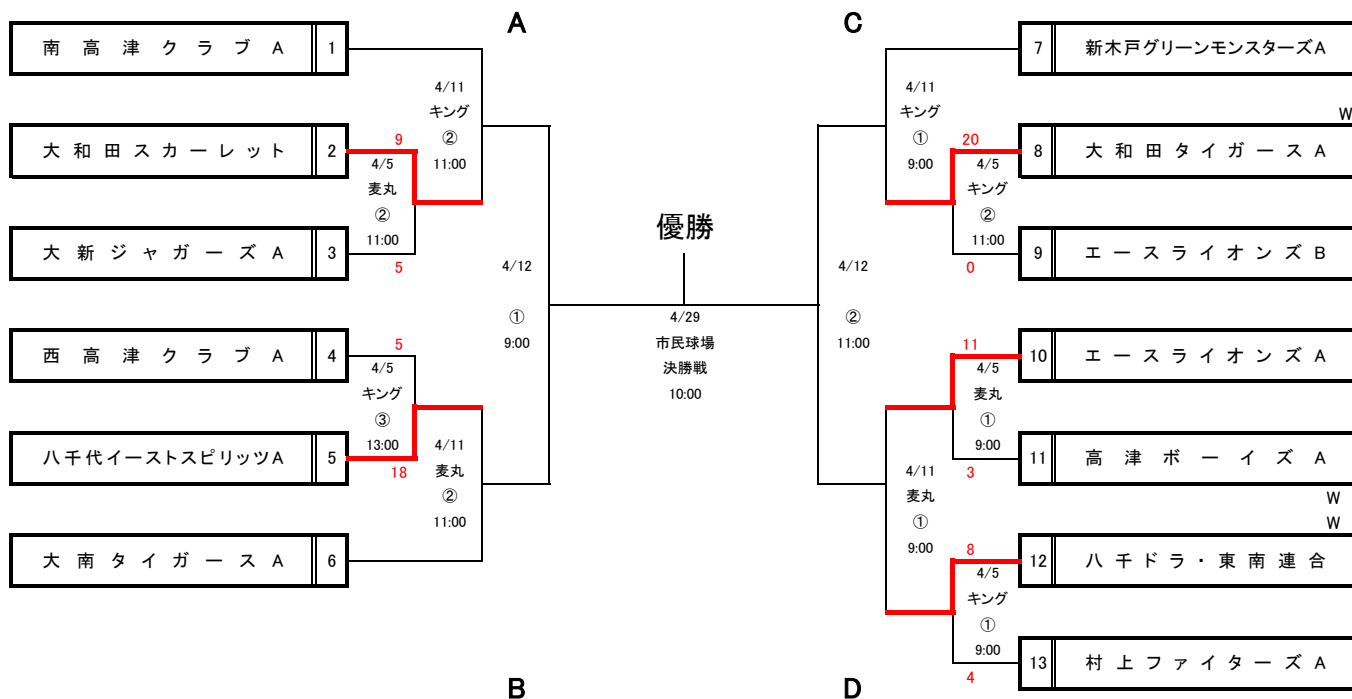 A
C
南高津クラブA 1
7 新木戸グリーンモンスターズA
4/11
キング
②
11:00
4/11
キング
①
9:00
W
大和田スカーレット 2
9
20
8 大和田タイガースA
4/5
麦丸
②
11:00
4/5
キング
②
11:00
大新ジャガーズA 3
5
0
9 エースライオンズB
優勝
4/12
①
9:00
4/12
②
11:00
4/29
市民球場
決勝戦
10:00
西高津クラブA 4
5
11
10 エースライオンズA
4/5
キング
③
13:00
4/5
麦丸
①
9:00
八千代イーストスピリッツA 5
18
3
11 高津ボーイズA
4/11
麦丸
②
11:00
4/11
麦丸
①
9:00
W
W
大南タイガースA 6
8
12 八千ドラ・東南連合
4/5
キング
①
9:00
4
13 村上ファイターズA
B
D